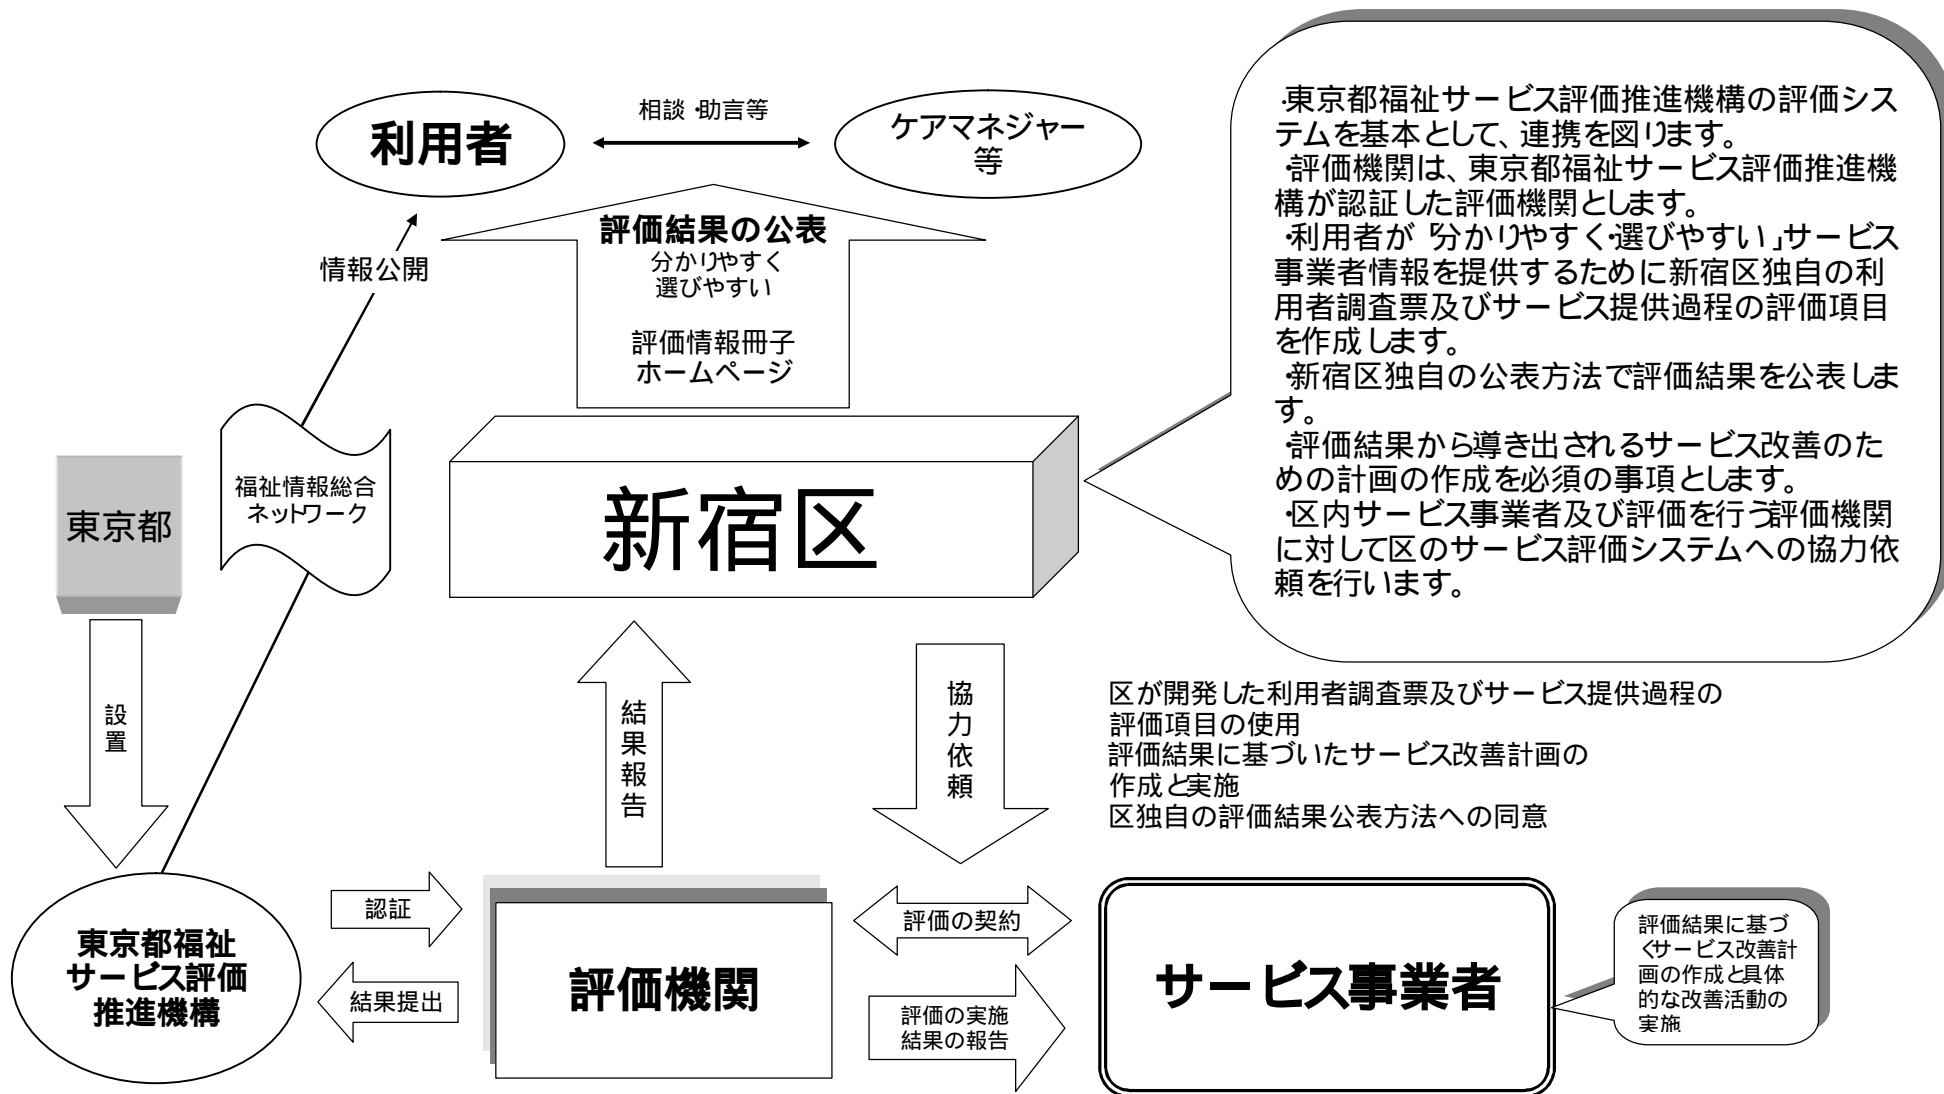 利用者
相談・助言等
ケアマネジャー
等
評価結果の公表
分かりやすく
選びやすい
評価情報冊子
ホームページ
情報公開
福祉情報総合
ネットワーク
東京都
新宿区
・東京都福祉サービス評価推進機構の評価シス
テムを基本として、連携を図ります。
・評価機関は、東京都福祉サービス評価推進機
構が認証した評価機関とします。
・利用者が「分かりやすく・選びやすい」サービス
事業者情報を提供するために新宿区独自の利
用者調査票及びサービス提供過程の評価項目
を作成します。
・新宿区独自の公表方法で評価結果を公表しま
す。
・評価結果から導き出されるサービス改善のた
めの計画の作成を必須の事項とします。
・区内サービス事業者及び評価を行う評価機関
に対して区のサービス評価システムへの協力依
頼を行います。
設置
結果報告
協力依頼
区が開発した利用者調査票及びサービス提供過程の
評価項目の使用
評価結果に基づいたサービス改善計画の
作成と実施
区独自の評価結果公表方法への同意
東京都福祉
サービス評価
推進機構
認証
結果提出
評価機関
評価の契約
評価の実施
結果の報告
サービス事業者
評価結果に基づ
くサービス改善計
画の作成と具体
的な改善活動の
実施